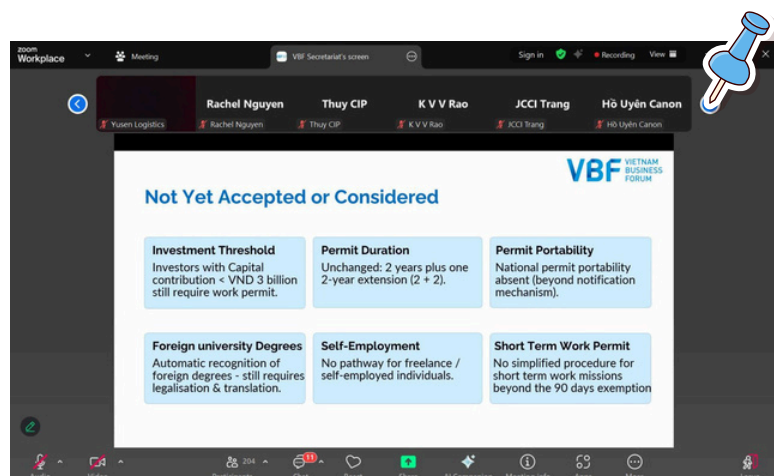 zoom
Workplace
Meeting
VBF Secretariat's screen
Sign in
Recording
View
Rachel Nguyen
Thuy CIP
K V V Rao
JCCI Trang
Hồ Uyên Canon
Yusen Logistics
Rachel Nguyen
Thuy CIP
K V V Rao
JCCI Trang
Hồ Uyên Canon
VBF VIETNAM
BUSINESS
FORUM
Not Yet Accepted or Considered
Investment Threshold
Investors with Capital
contribution < VND 3 billion
still require work permit.
Permit Duration
Unchanged: 2 years plus one
2-year extension (2 + 2).
Permit Portability
National permit portability
absent (beyond notification
mechanism).
Foreign university Degrees
Automatic recognition of
foreign degrees - still requires
legalisation & translation.
Self-Employment
No pathway for freelance /
self-employed individuals.
Short Term Work Permit
No simplified procedure for
short term work missions
beyond the 90 days exemption
204
11